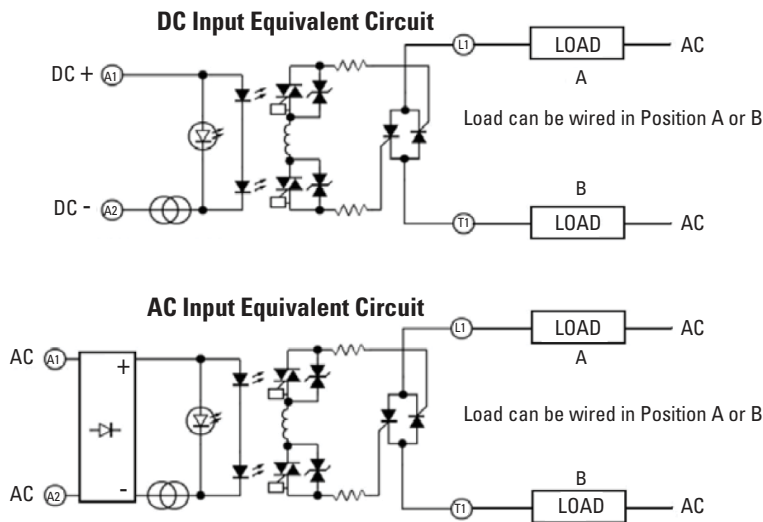 DC Input Equivalent Circuit
L1 LOAD AC
A
DC + A1
Load can be wired in Position A or B
B
DC - A2
T1 LOAD AC
AC Input Equivalent Circuit
L1 LOAD AC
A
AC A1
+
Load can be wired in Position A or B
B
AC A2
-
T1 LOAD AC